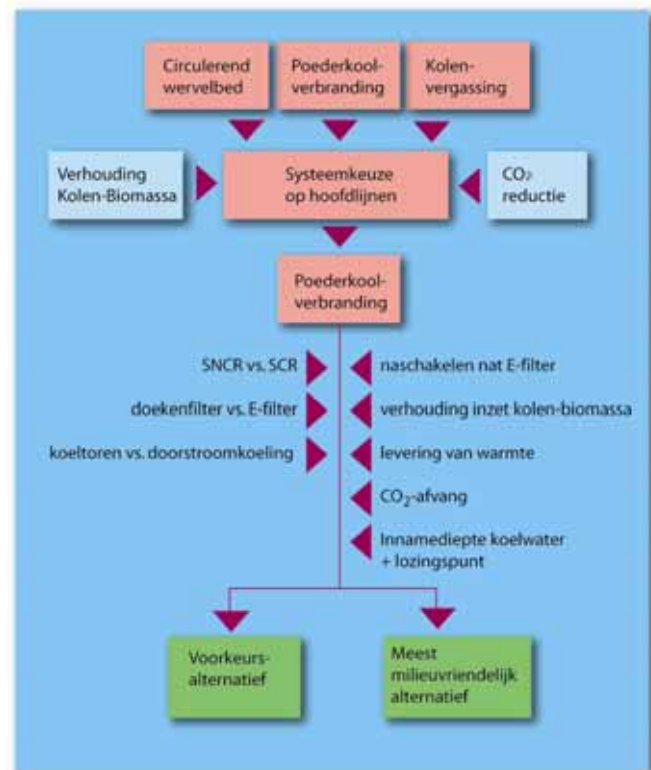 Circulerend
wervelbed
Poederkool-
verbranding
Kolen-
vergassing
Verhouding
Kolen-Biomassa
Systeemkeuze
op hoofdlijnen
CO2
reductie
Poederkool-
verbranding
SNCR vs. SCR
naschakelen nat E-filter
doekenfilter vs. E-filter
verhouding inzet kolen-biomassa
koeltoren vs. doorstroomkoeling
levering van warmte
CO2-afvang
Innamediepte koelwater
+ lozingspunt
Voorkeurs-
alternatief
Meest
milieuvriendelijk
alternatief